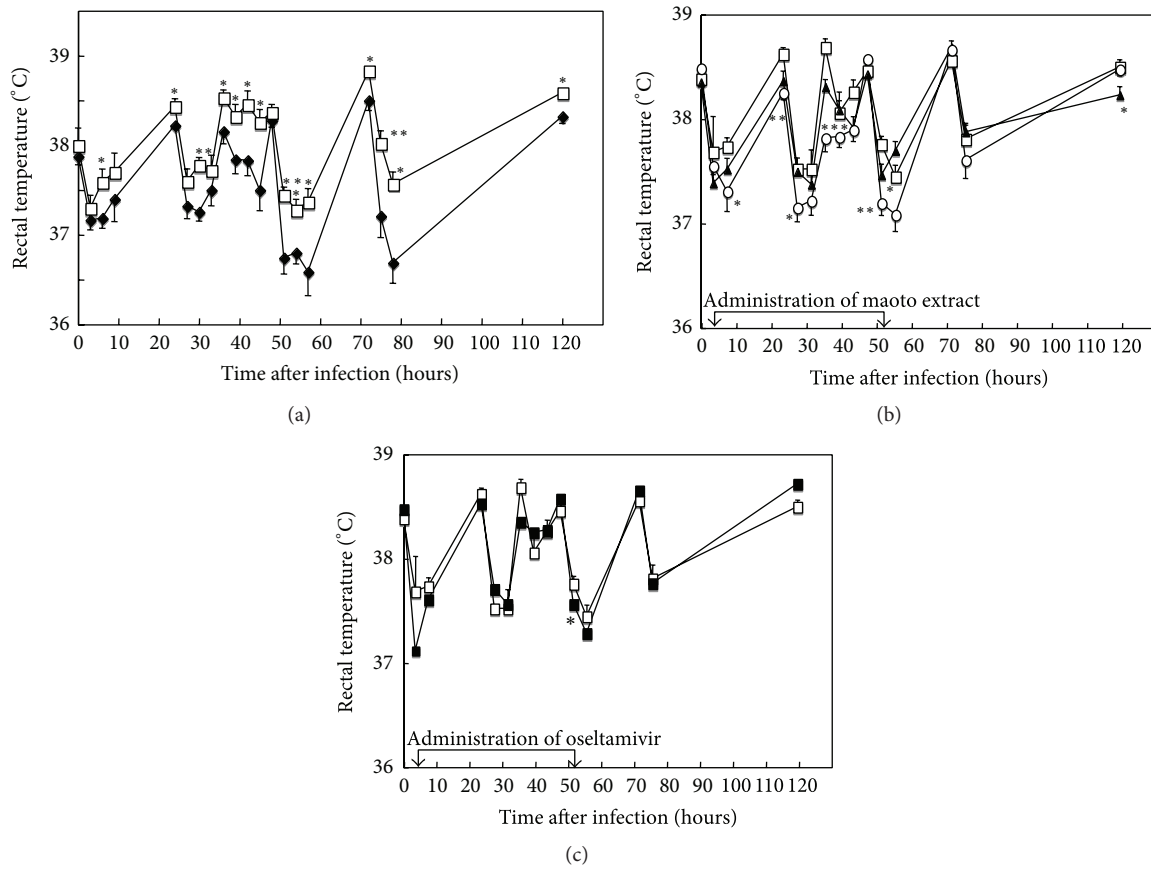 39
38
37
36
Rectal temperature (°C)
* * * * * * * * * * * * * * * * * * *
0 10 20 30 40 50 60 70 80 90 100 110 120
Time after infection (hours)
(a)
39
38
37
36
Rectal temperature (°C)
* ** * *** ** * *
Administration of maoto extract
0 10 20 30 40 50 60 70 80 90 100 110 120
Time after infection (hours)
(b)
39
38
37
36
Rectal temperature (°C)
*
Administration of oseltamivir
0 10 20 30 40 50 60 70 80 90 100 110 120
Time after infection (hours)
(c)